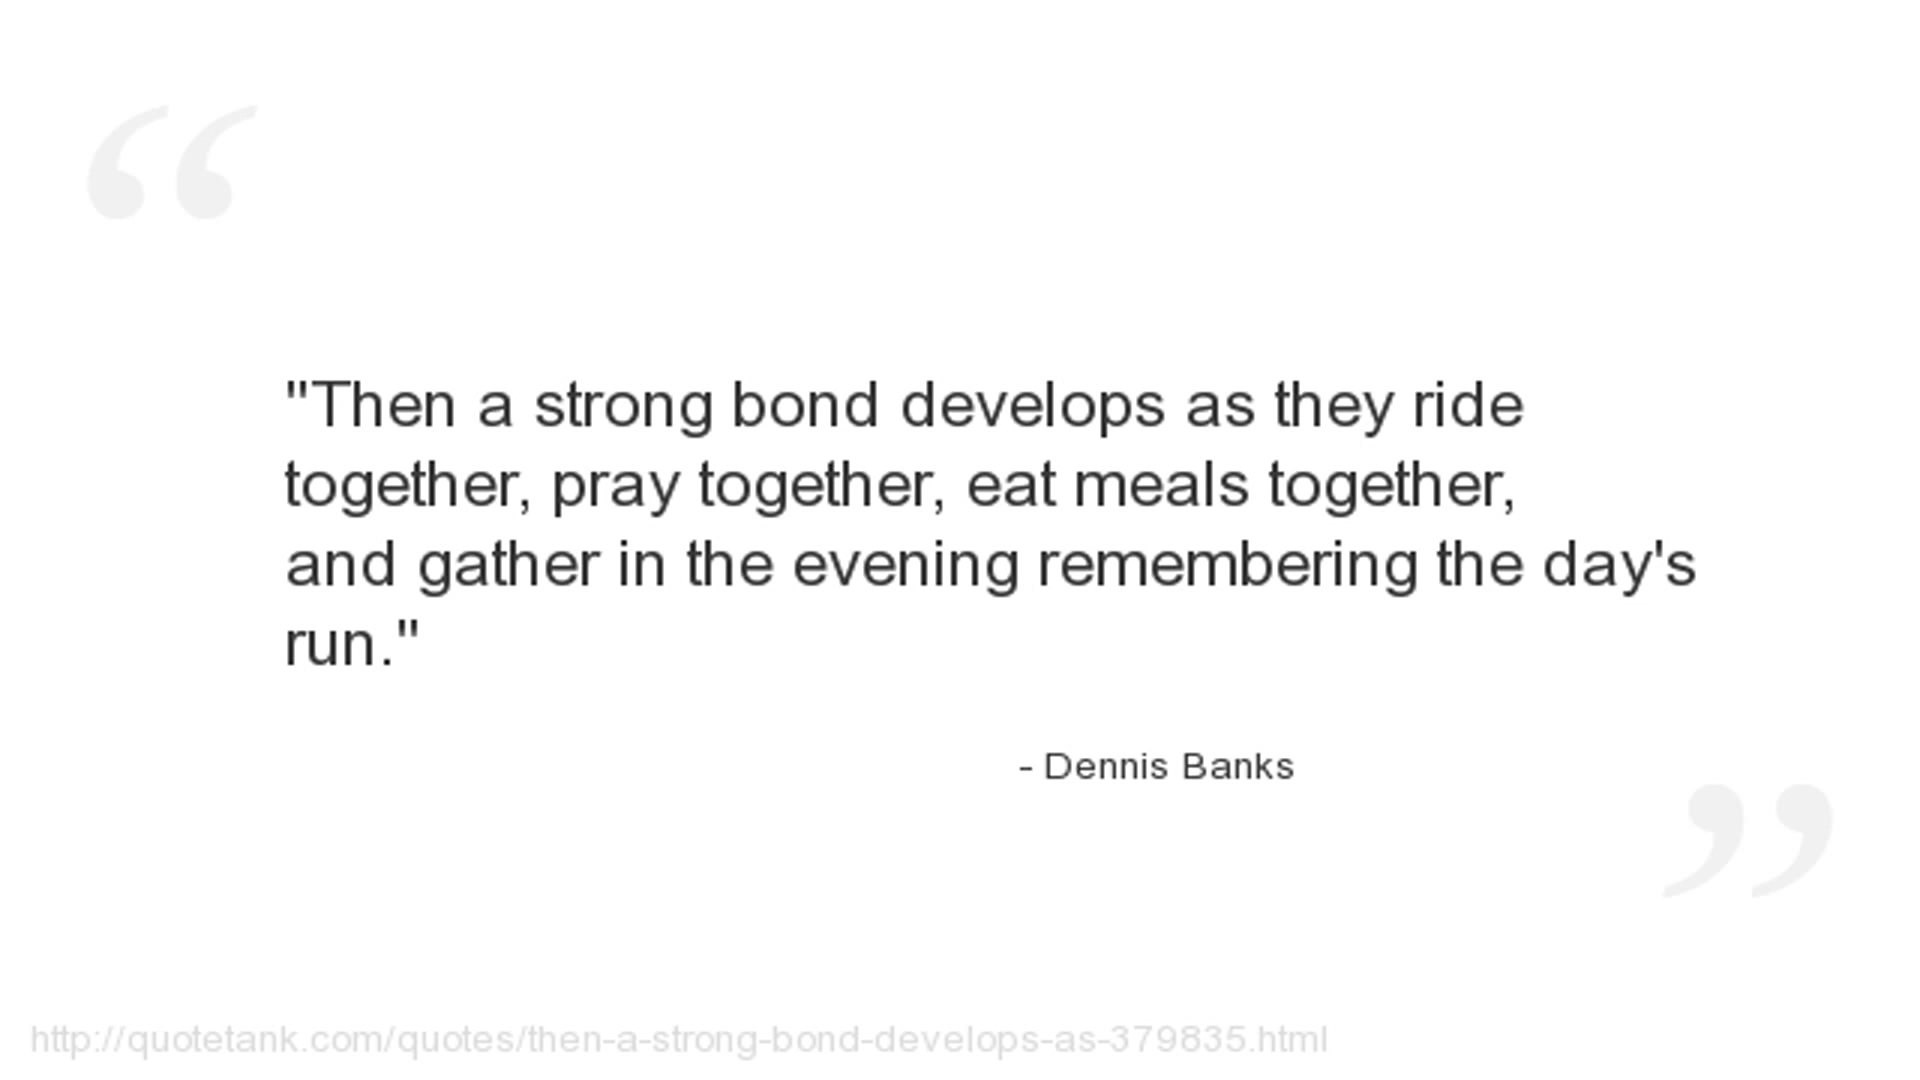 "Then a strong bond develops as they ride
together, pray together, eat meals together,
and gather in the evening remembering the day's
run."
- Dennis Banks
http://quotetank.com/quotes/then-a-strong-bond-develops-as-379835.html